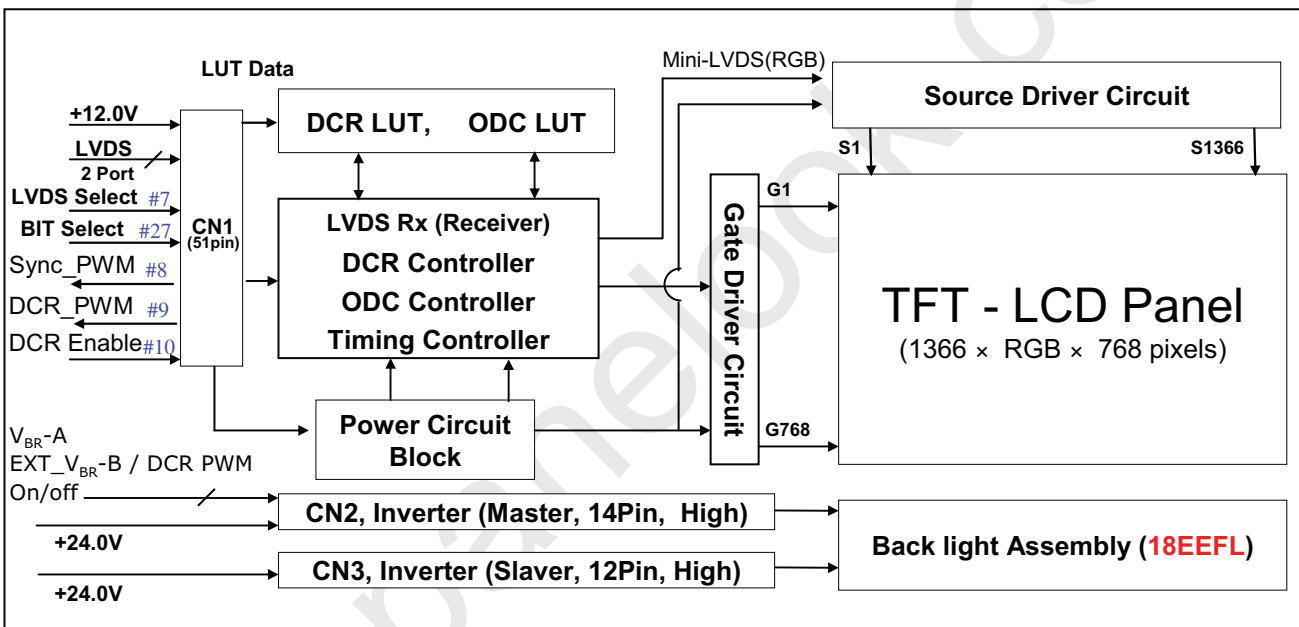 LUT Data
Mini-LVDS(RGB)
+12.0V
LVDS
2 Port
LVDS Select #7
BIT Select #27
Sync_PWM #8
DCR_PWM #9
DCR Enable #10
CN1
(51pin)
DCR LUT, ODC LUT
LVDS Rx (Receiver)
DCR Controller
ODC Controller
Timing Controller
Power Circuit
Block
Source Driver Circuit
S1 S1366
G1
Gate Driver Circuit
G768
TFT - LCD Panel
(1366 × RGB × 768 pixels)
VBR-A
EXT_VBR-B / DCR PWM
On/off
+24.0V
CN2, Inverter (Master, 14Pin, High)
CN3, Inverter (Slaver, 12Pin, High)
+24.0V
Back light Assembly (18EEFL)
panelook.co